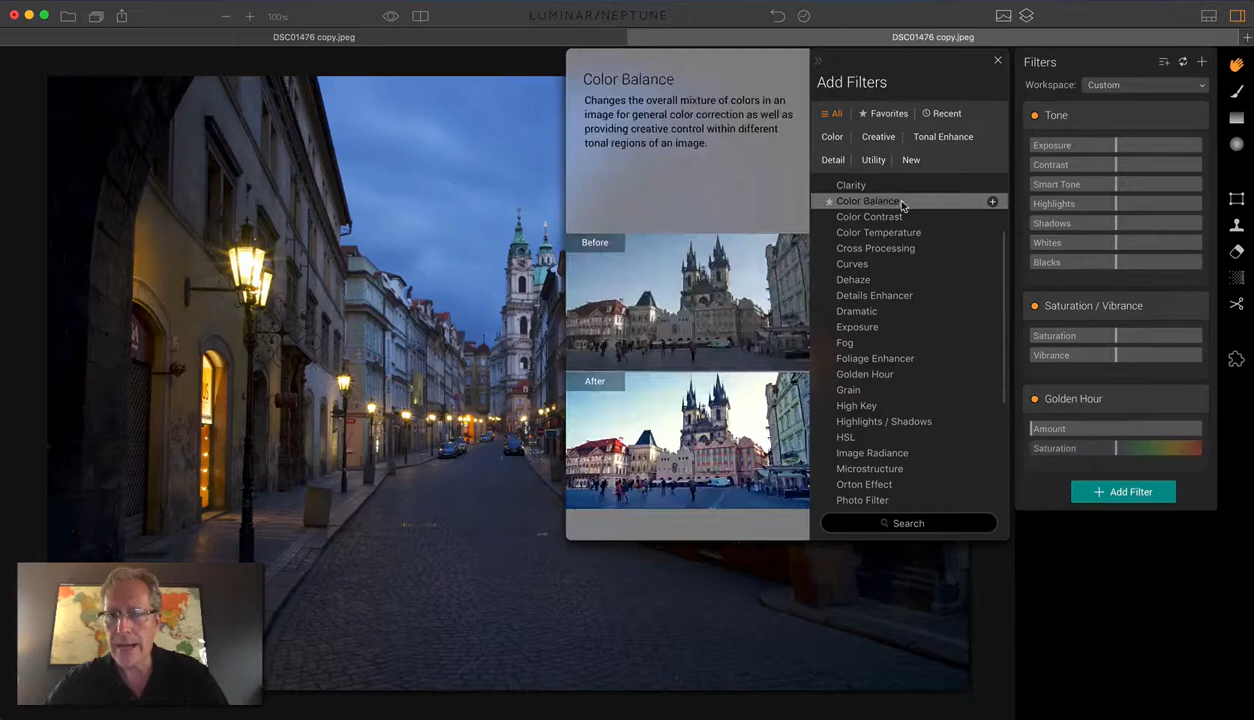 100%
LUMINAR/NEPTUNE
DSC01476 copy.jpeg
DSC01476 copy.jpeg
Color Balance
Changes the overall mixture of colors in an
image for general color correction as well as
providing creative control within different
tonal regions of an image.
Before
After
Add Filters
All
Favorites
Recent
Color
Creative
Tonal Enhance
Detail
Utility
New
Clarity
Color Balance
Color Contrast
Color Temperature
Cross Processing
Curves
Dehaze
Details Enhancer
Dramatic
Exposure
Fog
Foliage Enhancer
Golden Hour
Grain
High Key
Highlights / Shadows
HSL
Image Radiance
Microstructure
Orton Effect
Photo Filter
Search
Filters
Workspace: Custom
Tone
Exposure
Contrast
Smart Tone
Highlights
Shadows
Whites
Blacks
Saturation / Vibrance
Saturation
Vibrance
Golden Hour
Amount
Saturation
Add Filter